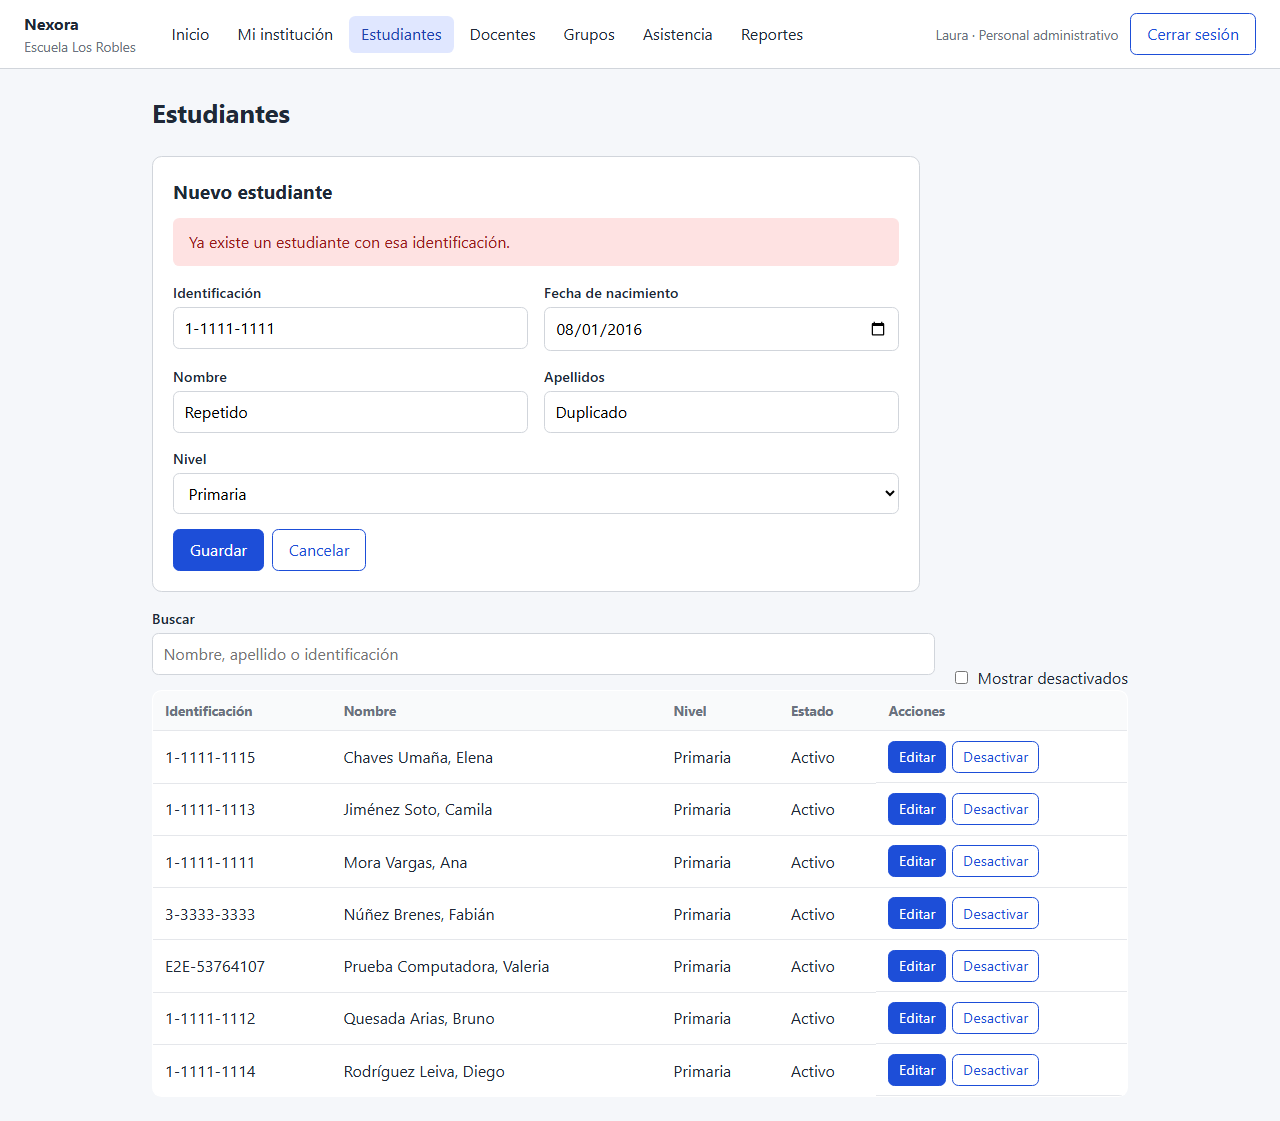 Nexora
Escuela Los Robles
Inicio Mi institución Estudiantes Docentes Grupos Asistencia Reportes
Laura · Personal administrativo Cerrar sesión
Estudiantes
Nuevo estudiante
Ya existe un estudiante con esa identificación.
Identificación Fecha de nacimiento
1-1111-1111 08/01/2016
Nombre Apellidos
Repetido Duplicado
Nivel
Primaria
Guardar Cancelar
Buscar
Nombre, apellido o identificación
Mostrar desactivados
Identificación Nombre Nivel Estado Acciones
1-1111-1115 Chaves Umaña, Elena Primaria Activo Editar Desactivar
1-1111-1113 Jiménez Soto, Camila Primaria Activo Editar Desactivar
1-1111-1111 Mora Vargas, Ana Primaria Activo Editar Desactivar
3-3333-3333 Núñez Brenes, Fabián Primaria Activo Editar Desactivar
E2E-53764107 Prueba Computadora, Valeria Primaria Activo Editar Desactivar
1-1111-1112 Quesada Arias, Bruno Primaria Activo Editar Desactivar
1-1111-1114 Rodríguez Leiva, Diego Primaria Activo Editar Desactivar